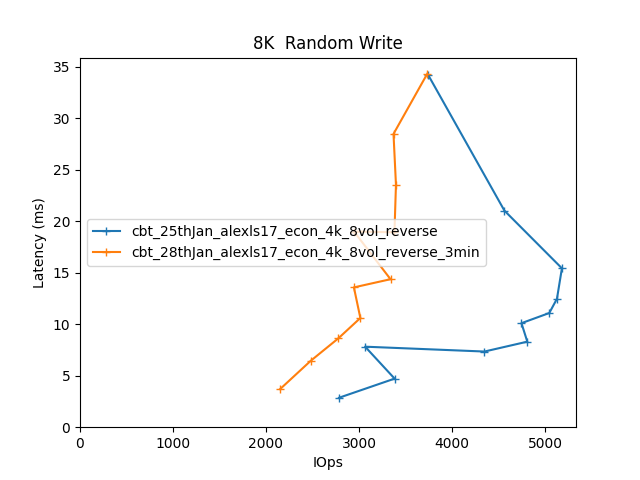 8K  Random Write
Latency (ms)
35
30
25
20
15
10
5
0
cbt_25thJan_alexls17_econ_4k_8vol_reverse
cbt_28thJan_alexls17_econ_4k_8vol_reverse_3min
0 1000 2000 3000 4000 5000
IOps